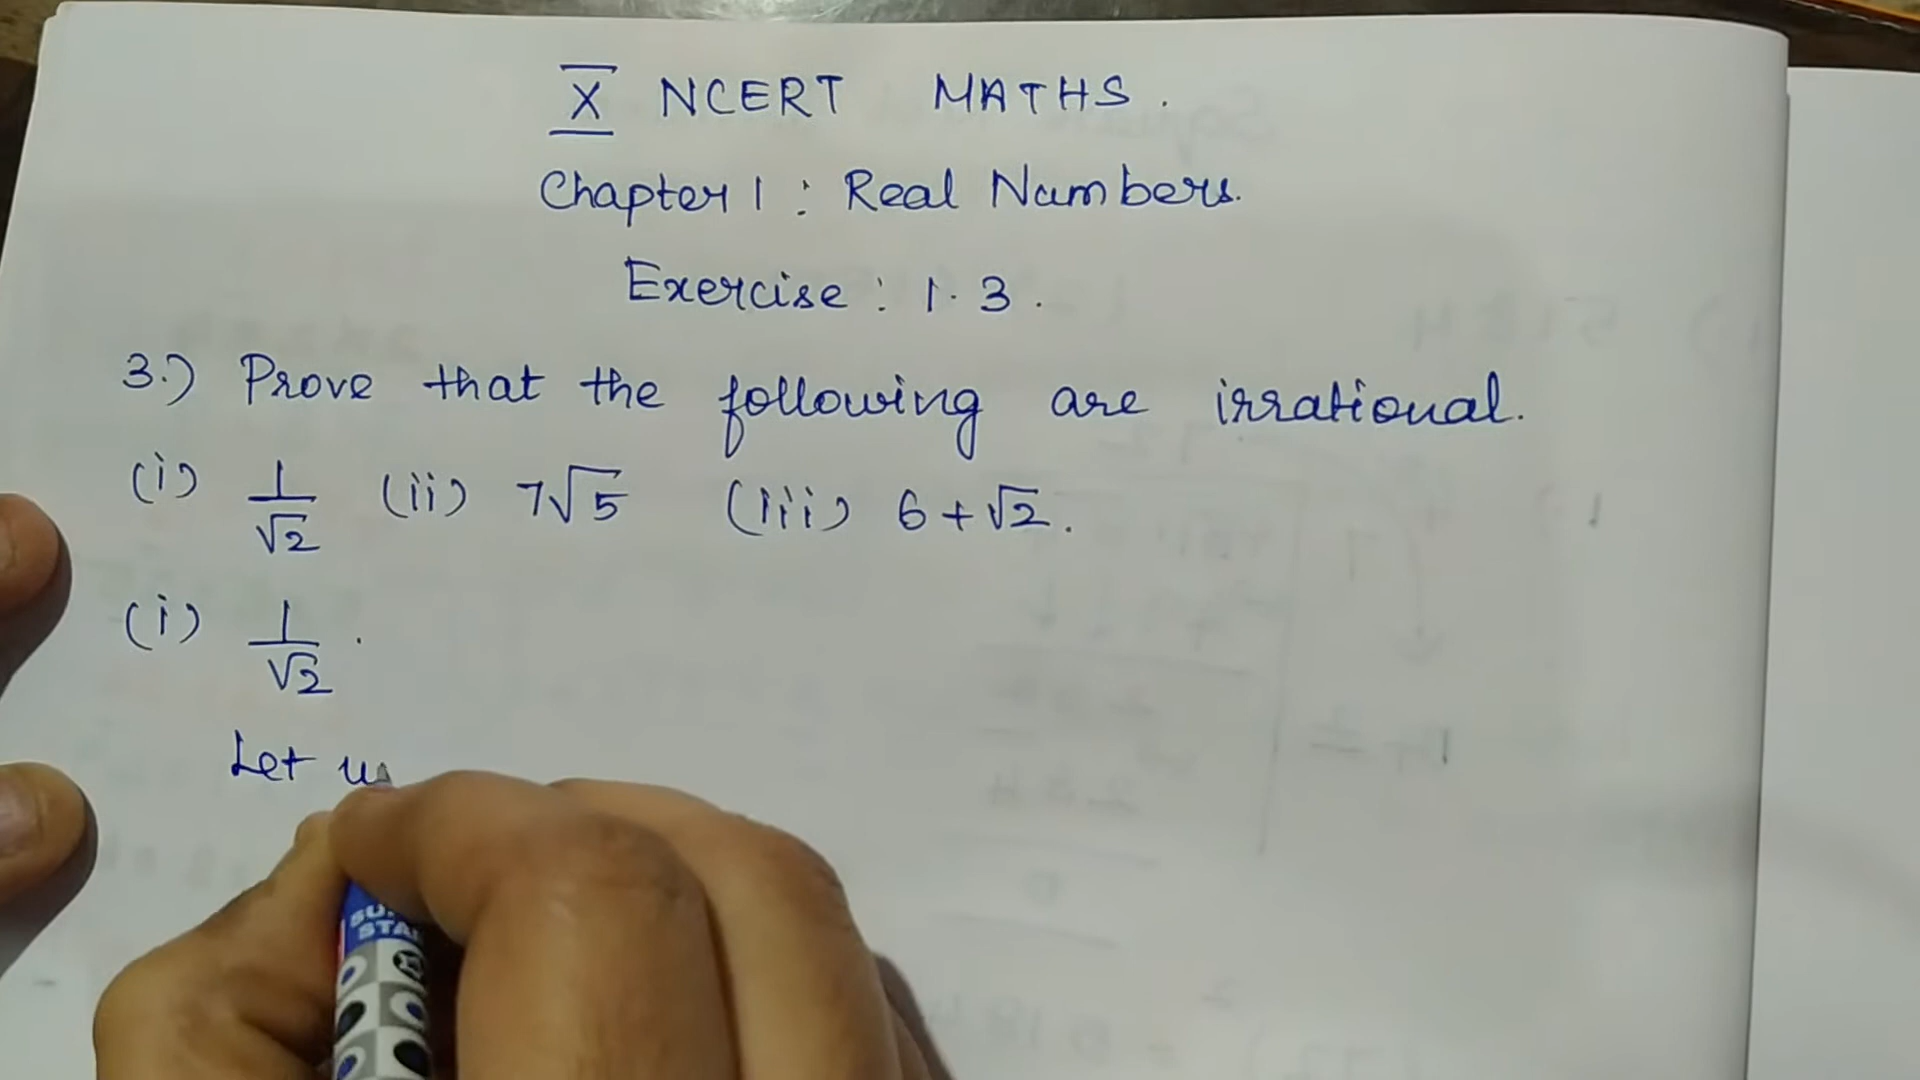 X NCERT MATHS.
Chapter 1 : Real Numbers.
Exercise : 1.3.
3.) Prove that the following are irrational.
(i) 1/√2 (ii) 7√5 (iii) 6+√2.
(i) 1/√2.
Let us